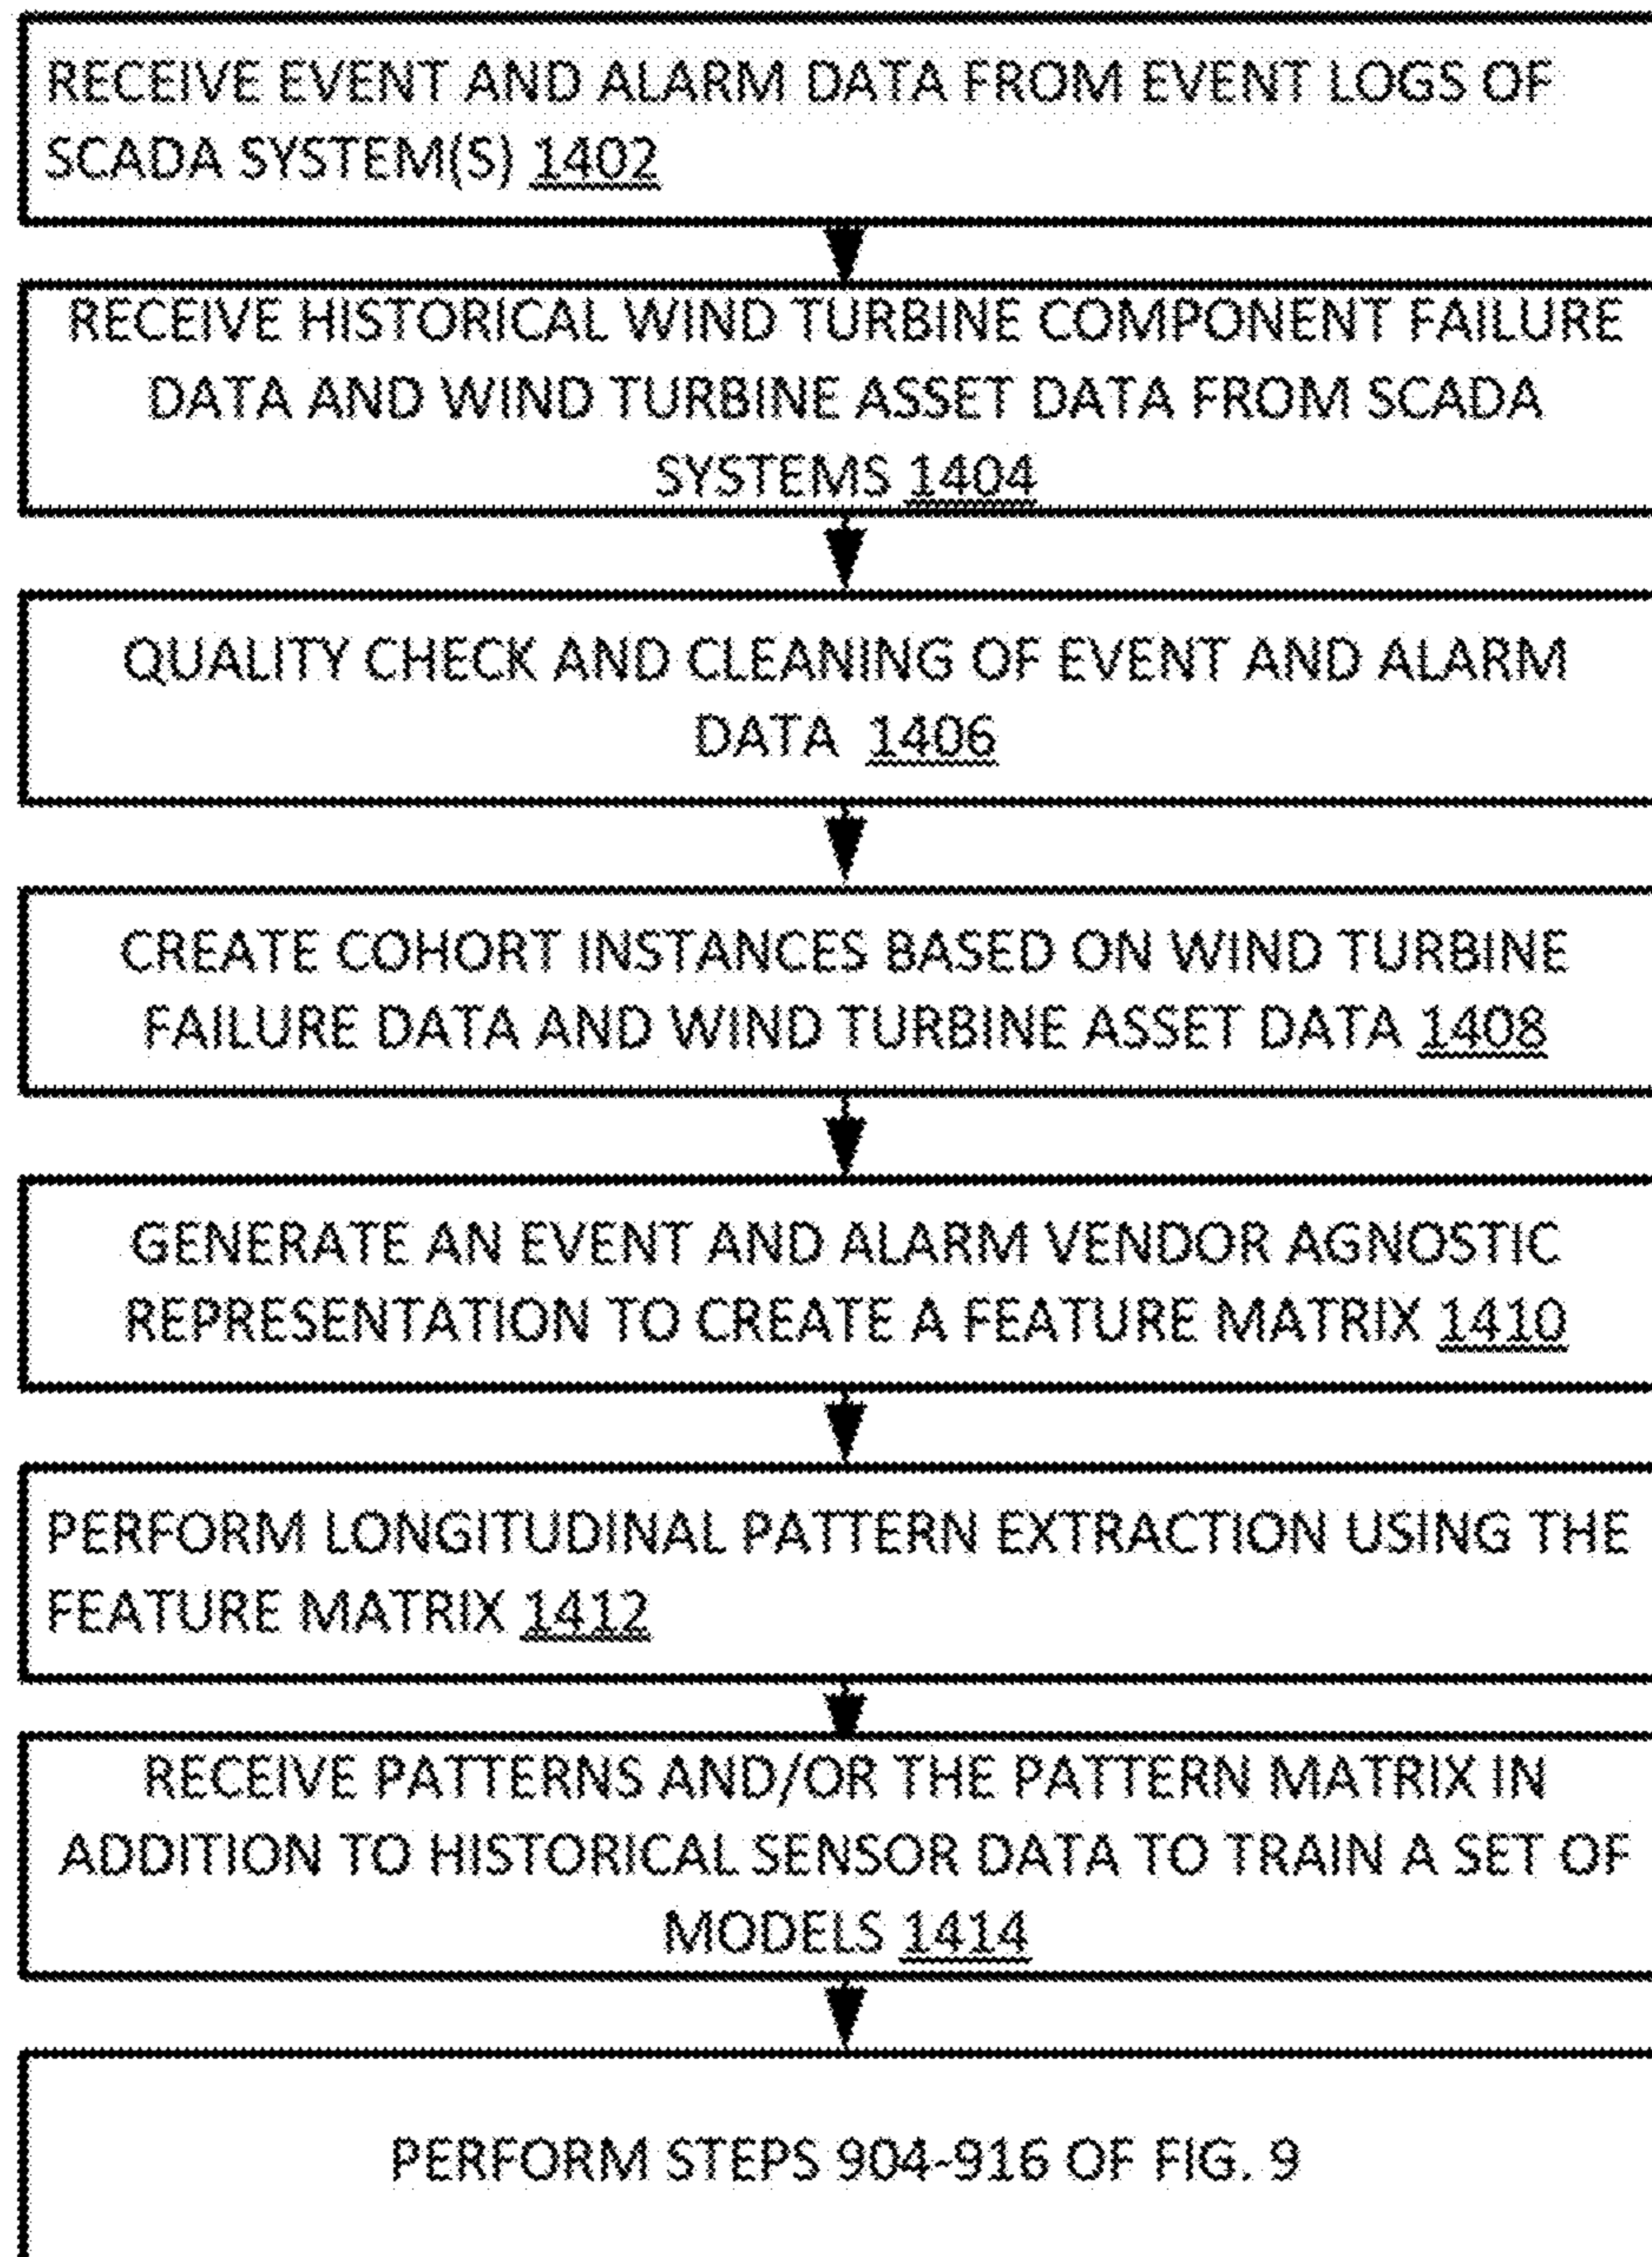 RECEIVE EVENT AND ALARM DATA FROM EVENT LOGS OF
SCADA SYSTEM(S) 1402
RECEIVE HISTORICAL WIND TURBINE COMPONENT FAILURE
DATA AND WIND TURBINE ASSET DATA FROM SCADA
SYSTEMS 1404
QUALITY CHECK AND CLEANING OF EVENT AND ALARM
DATA 1406
CREATE COHORT INSTANCES BASED ON WIND TURBINE
FAILURE DATA AND WIND TURBINE ASSET DATA 1408
GENERATE AN EVENT AND ALARM VENDOR AGNOSTIC
REPRESENTATION TO CREATE A FEATURE MATRIX 1410
PERFORM LONGITUDINAL PATTERN EXTRACTION USING THE
FEATURE MATRIX 1412
RECEIVE PATTERNS AND/OR THE PATTERN MATRIX IN
ADDITION TO HISTORICAL SENSOR DATA TO TRAIN A SET OF
MODELS 1414
PERFORM STEPS 904-916 OF FIG. 9